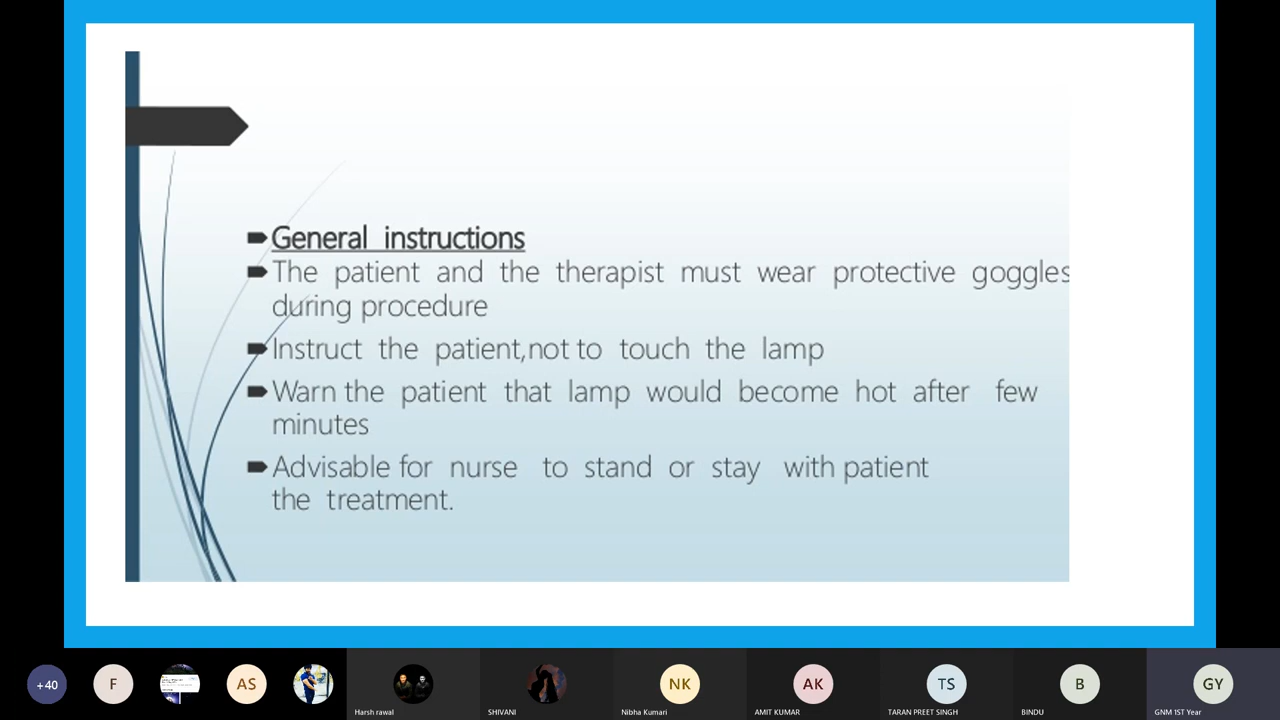 General instructions
The patient and the therapist must wear protective goggles
during procedure
Instruct the patient,not to touch the lamp
Warn the patient that lamp would become hot after few
minutes
Advisable for nurse to stand or stay with patient
the treatment.
+40
F
AS
NK
AK
TS
B
GY
Harsh rawal
SHIVANI
Nibha Kumari
AMIT KUMAR
TARAN PREET SINGH
BINDU
GNM 1ST Year